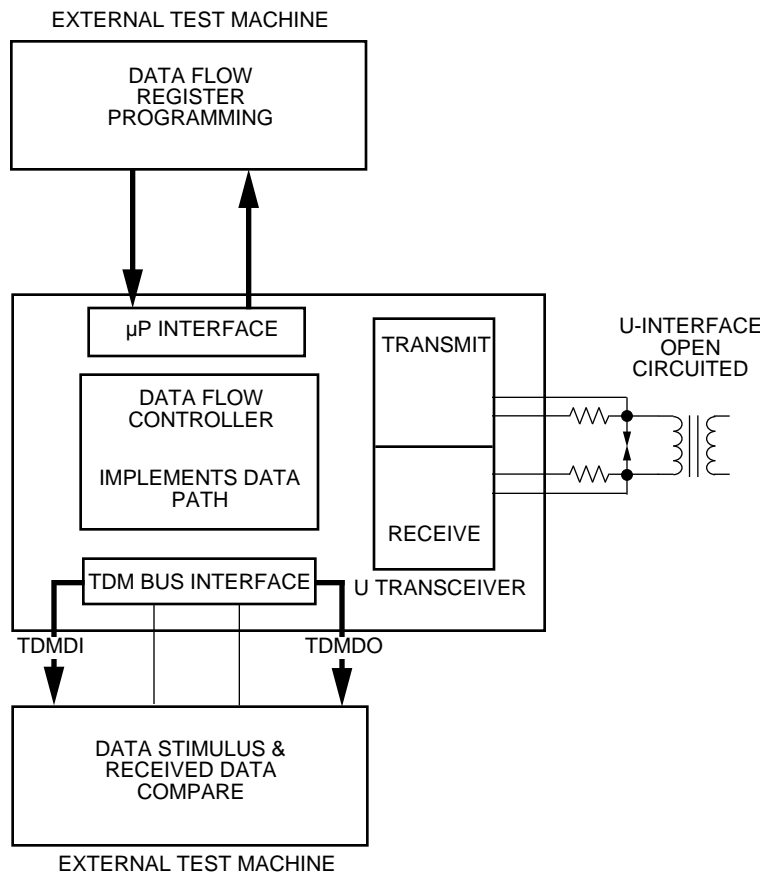 EXTERNAL TEST MACHINE
DATA FLOW
REGISTER
PROGRAMMING
µP INTERFACE
TRANSMIT
U-INTERFACE
OPEN
CIRCUITED
DATA FLOW
CONTROLLER
IMPLEMENTS DATA
PATH
RECEIVE
TDM BUS INTERFACE
U TRANSCEIVER
TDMDI
TDMDO
DATA STIMULUS &
RECEIVED DATA
COMPARE
EXTERNAL TEST MACHINE